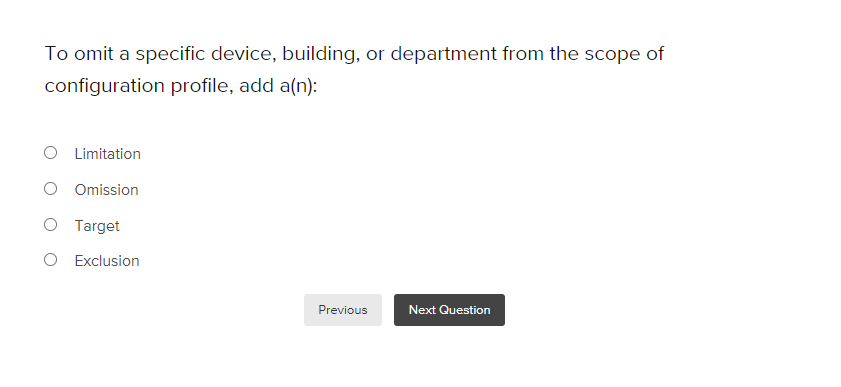 To omit a specific device, building, or department from the scope of
configuration profile, add a(n):
Limitation
Omission
Target
Exclusion
Previous
Next Question